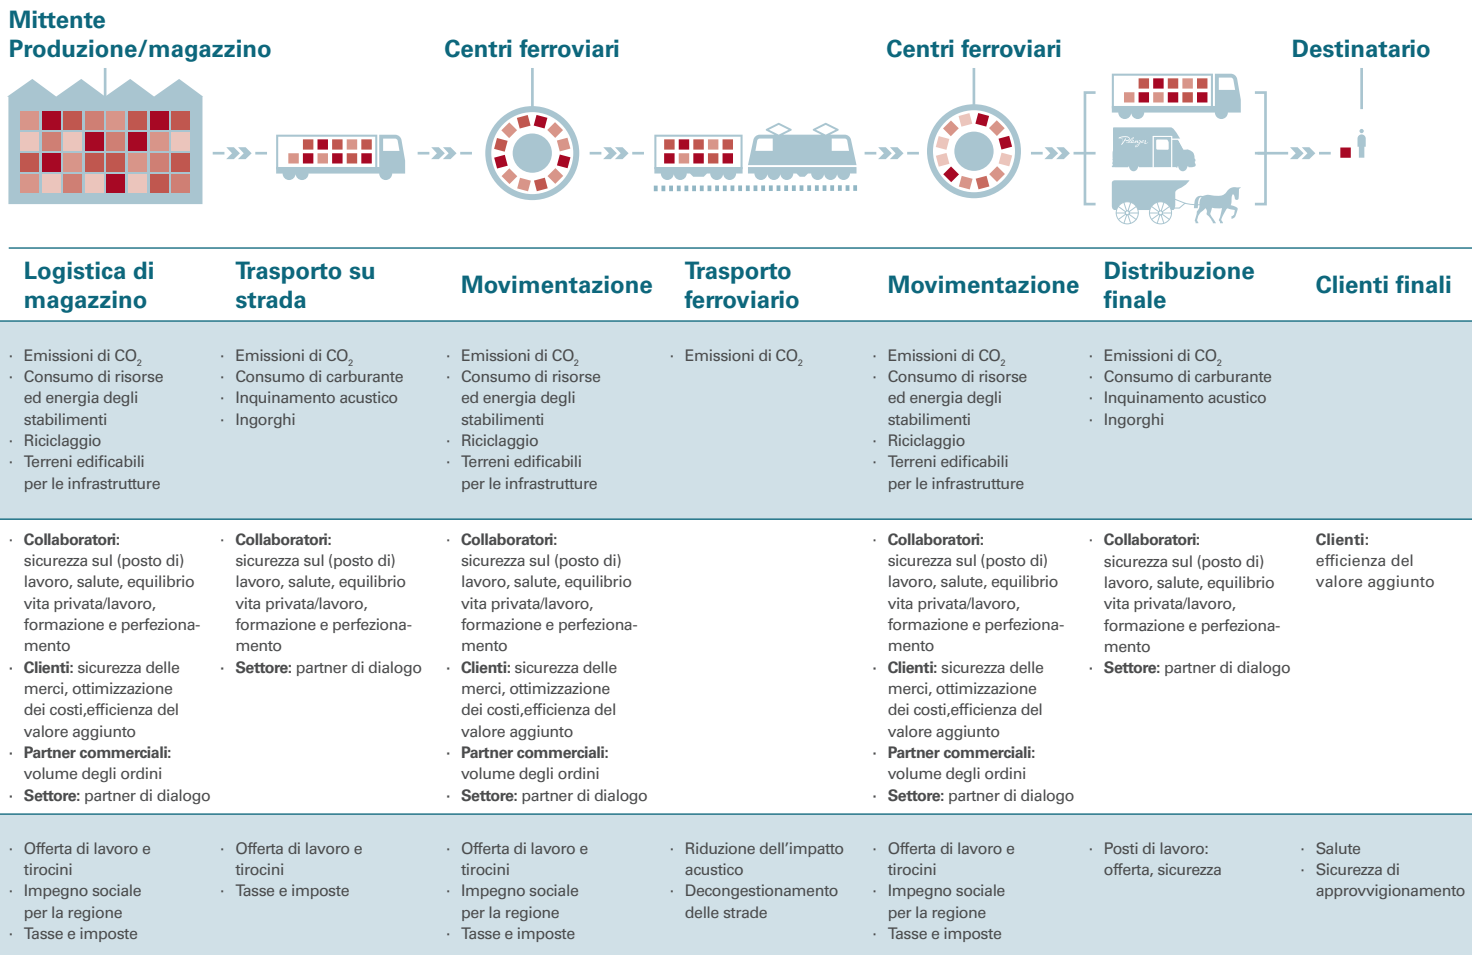 Mittente
Produzione/magazzino
Centri ferroviari
Centri ferroviari
Destinatario
Pfister
Logistica di
magazzino
Trasporto su
strada
Movimentazione
Trasporto
ferroviario
Movimentazione
Distribuzione
finale
Clienti finali
· Emissioni di CO₂
· Consumo di risorse
ed energia degli
stabilimenti
· Riciclaggio
· Terreni edificabili
per le infrastrutture
· Emissioni di CO₂
· Consumo di carburante
· Inquinamento acustico
· Ingorghi
· Emissioni di CO₂
· Consumo di risorse
ed energia degli
stabilimenti
· Riciclaggio
· Terreni edificabili
per le infrastrutture
· Emissioni di CO₂
· Emissioni di CO₂
· Consumo di risorse
ed energia degli
stabilimenti
· Riciclaggio
· Terreni edificabili
per le infrastrutture
· Emissioni di CO₂
· Consumo di carburante
· Inquinamento acustico
· Ingorghi
· Collaboratori:
sicurezza sul (posto di)
lavoro, salute, equilibrio
vita privata/lavoro,
formazione e perfeziona-
mento
· Clienti: sicurezza delle
merci, ottimizzazione
dei costi,efficienza del
valore aggiunto
· Partner commerciali:
volume degli ordini
· Settore: partner di dialogo
· Collaboratori:
sicurezza sul (posto di)
lavoro, salute, equilibrio
vita privata/lavoro,
formazione e perfeziona-
mento
· Settore: partner di dialogo
· Collaboratori:
sicurezza sul (posto di)
lavoro, salute, equilibrio
vita privata/lavoro,
formazione e perfeziona-
mento
· Clienti: sicurezza delle
merci, ottimizzazione
dei costi,efficienza del
valore aggiunto
· Partner commerciali:
volume degli ordini
· Settore: partner di dialogo
· Collaboratori:
sicurezza sul (posto di)
lavoro, salute, equilibrio
vita privata/lavoro,
formazione e perfeziona-
mento
· Clienti: sicurezza delle
merci, ottimizzazione
dei costi,efficienza del
valore aggiunto
· Partner commerciali:
volume degli ordini
· Settore: partner di dialogo
· Collaboratori:
sicurezza sul (posto di)
lavoro, salute, equilibrio
vita privata/lavoro,
formazione e perfeziona-
mento
· Settore: partner di dialogo
Clienti:
efficienza del
valore aggiunto
· Offerta di lavoro e
tirocini
· Impegno sociale
per la regione
· Tasse e imposte
· Offerta di lavoro e
tirocini
· Tasse e imposte
· Offerta di lavoro e
tirocini
· Impegno sociale
per la regione
· Tasse e imposte
· Riduzione dell’impatto
acustico
· Decongestionamento
delle strade
· Offerta di lavoro e
tirocini
· Impegno sociale
per la regione
· Tasse e imposte
· Posti di lavoro:
offerta, sicurezza
· Salute
· Sicurezza di
approvvigionamento